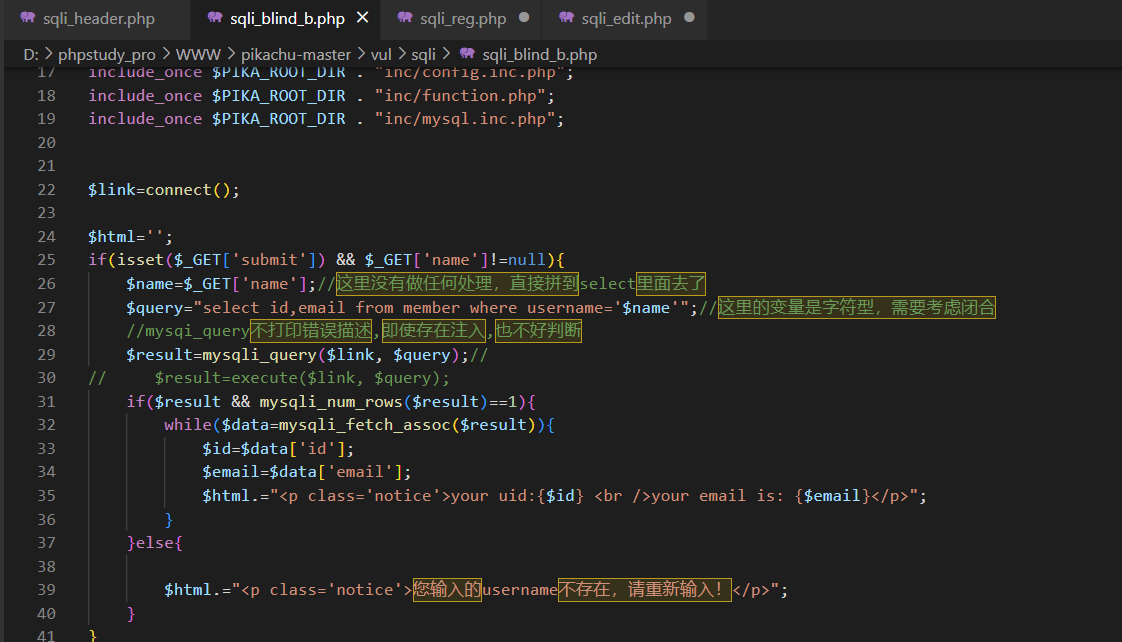 sqli_header.php sqli_blind_b.php sqli_reg.php sqli_edit.php
D: > phpstudy_pro > WWW > pikachu-master > vul > sqli > sqli_blind_b.php
17 include_once $PIKA_ROOT_DIR . "inc/config.inc.php";
18 include_once $PIKA_ROOT_DIR . "inc/function.php";
19 include_once $PIKA_ROOT_DIR . "inc/mysql.inc.php";
20
21
22 $link=connect();
23
24 $html='';
25 if(isset($_GET['submit']) && $_GET['name']!=null){
26     $name=$_GET['name'];//这里没有做任何处理，直接拼到select里面去了
27     $query="select id,email from member where username='$name'";//这里的变量是字符型，需要考虑闭合
28     //mysqi_query不打印错误描述,即使存在注入,也不好判断
29     $result=mysqli_query($link, $query);//
30 //     $result=execute($link, $query);
31     if($result && mysqli_num_rows($result)==1){
32         while($data=mysqli_fetch_assoc($result)){
33             $id=$data['id'];
34             $email=$data['email'];
35             $html.="<p class='notice'>your uid:{$id} <br />your email is: {$email}</p>";
36         }
37     }else{
38
39         $html.="<p class='notice'>您输入的username不存在，请重新输入！</p>";
40     }
41 }